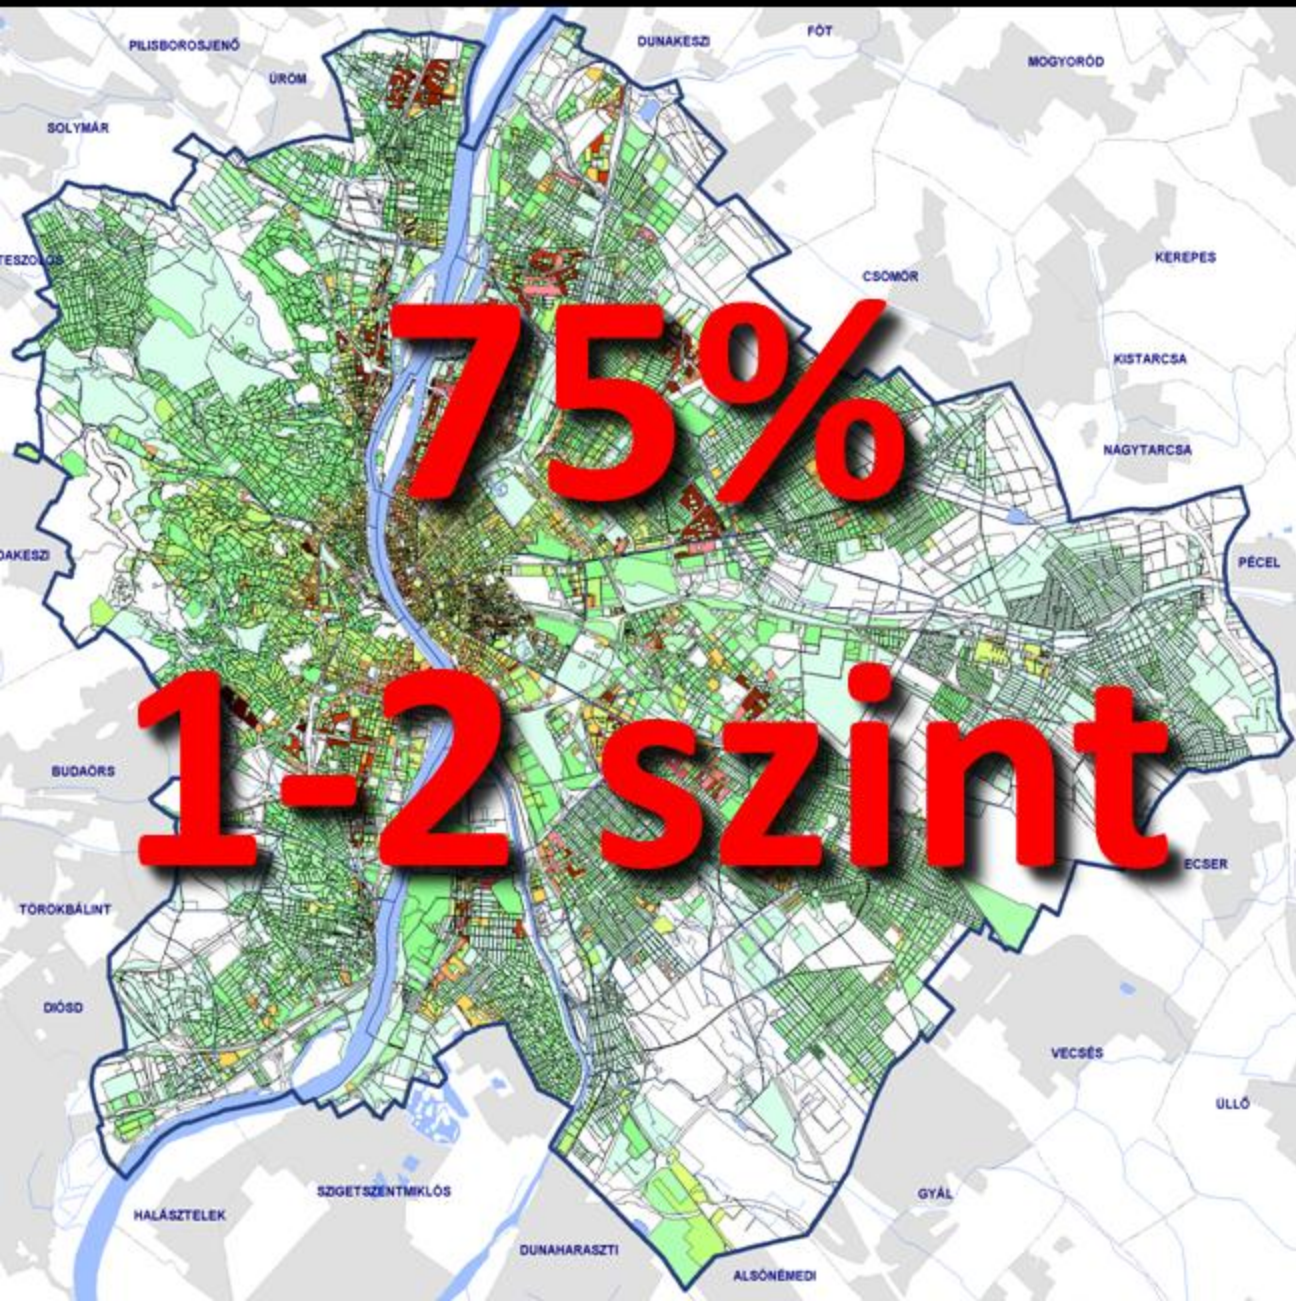 FÓT
DUNAKESZI
PILISBOROSJENŐ
MOGYORÓD
ÜRÖM
SOLYMÁR
KEREPES
CSÖMÖR
75%
KISTARCSA
NAGYTARCSA
PÉCEL
1-2 szint
BUDAÖRS
ECSER
TÖRÖKBÁLINT
DIÓSD
VECSÉS
ÜLLŐ
SZIGETSZENTMIKLÓS
GYÁL
HALÁSZTELEK
DUNAHARASZTI
ALSÓNÉMEDI